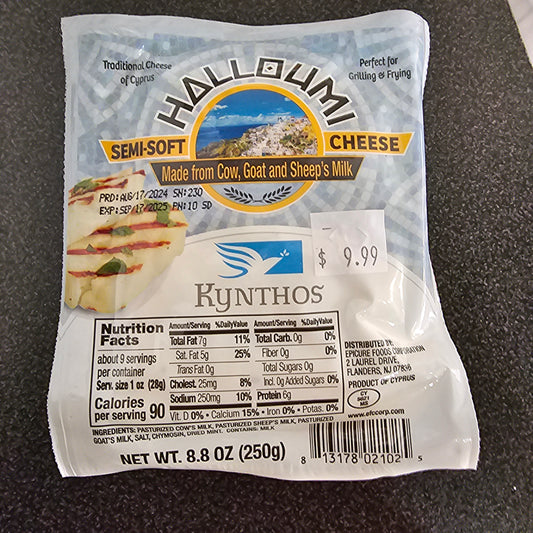 Traditional Cheese
of Cyprus
Perfect for
Grilling & Frying
HALLOUMI
SEMI-SOFT
CHEESE
Made from Cow, Goat and Sheep's Milk
PRD:AUG/17/2024 SN:230
EXP:SEP/17/2025 PN:10 SD
$ 9.99
KYNTHOS
Nutrition
Facts
about 9 servings
per container
Serv. size 1 oz (28g)
Calories
per serving 90
Amount/Serving %DailyValue
Total Fat 7g 11%
Sat. Fat 5g 25%
Trans Fat 0g
Cholest. 25mg 8%
Sodium 250mg 10%
Amount/Serving %DailyValue
Total Carb. 0g 0%
Fiber 0g 0%
Total Sugars 0g
Incl. 0g Added Sugars 0%
Protein 6g
Vit. D 0% • Calcium 15% • Iron 0% • Potas. 0%
DISTRIBUTED BY:
EPICURE FOODS CORPORATION
2 LAUREL DRIVE,
FLANDERS, NJ 07836
PRODUCT OF CYPRUS
CY
MS
www.efccorp.com
INGREDIENTS: PASTURIZED COW'S MILK, PASTURIZED SHEEP'S MILK, PASTURIZED
GOAT'S MILK, SALT, CHYMOSIN, DRIED MINT. CONTAINS: MILK
NET WT. 8.8 OZ (250g)
8 13178 02102 5